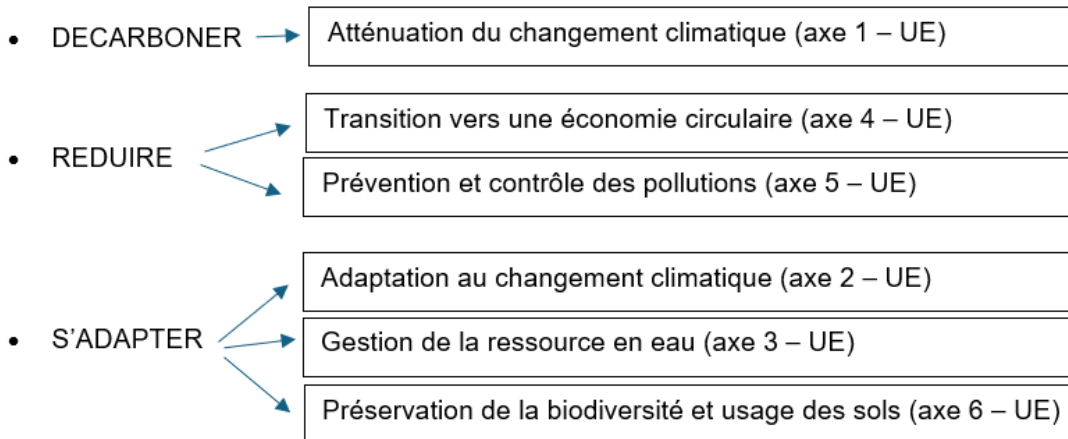 • DECARBONER
Atténuation du changement climatique (axe 1 – UE)
• REDUIRE
Transition vers une économie circulaire (axe 4 – UE)
Prévention et contrôle des pollutions (axe 5 – UE)
• S’ADAPTER
Adaptation au changement climatique (axe 2 – UE)
Gestion de la ressource en eau (axe 3 – UE)
Préservation de la biodiversité et usage des sols (axe 6 – UE)